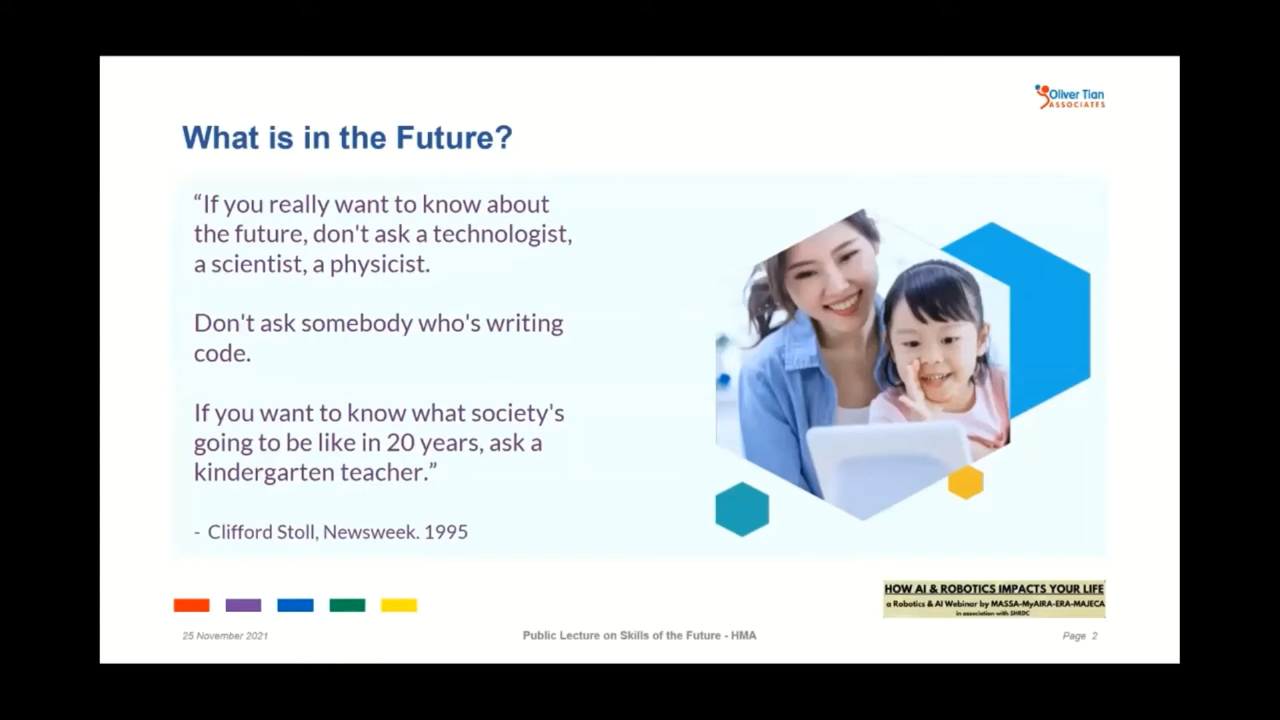 Oliver Tian
ASSOCIATES
What is in the Future?
“If you really want to know about
the future, don't ask a technologist,
a scientist, a physicist.
Don't ask somebody who's writing
code.
If you want to know what society's
going to be like in 20 years, ask a
kindergarten teacher.”
- Clifford Stoll, Newsweek. 1995
HOW AI & ROBOTICS IMPACTS YOUR LIFE
a Robotics & AI Webinar by MASSA-MyAIRA-ERA-MAJECA
in association with SHRDC
25 November 2021
Public Lecture on Skills of the Future - HMA
Page 2